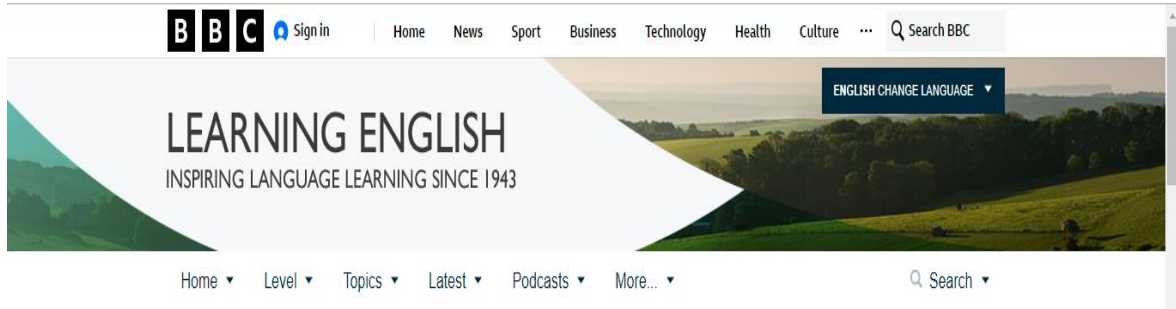 BBC Sign in Home News Sport Business Technology Health Culture ... Search BBC
ENGLISH CHANGE LANGUAGE
LEARNING ENGLISH
INSPIRING LANGUAGE LEARNING SINCE 1943
Home Level Topics Latest Podcasts More... Search